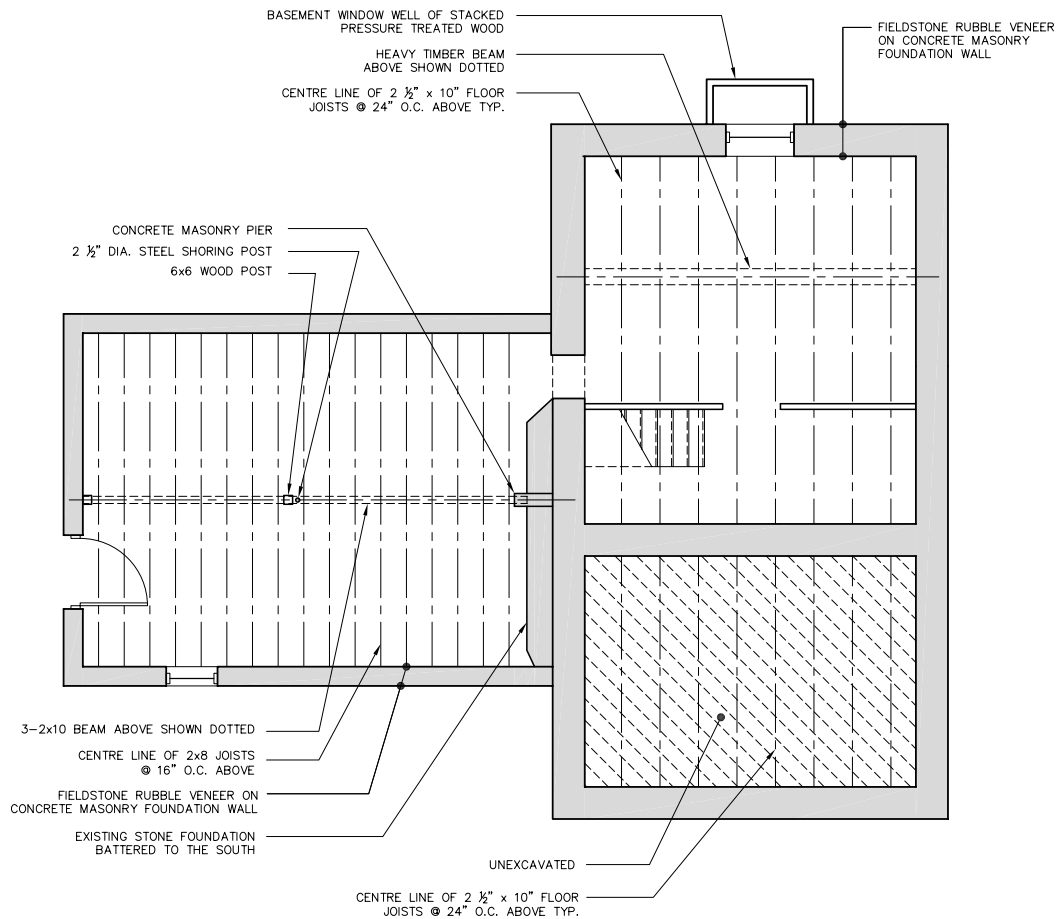 BASEMENT WINDOW WELL OF STACKED
PRESSURE TREATED WOOD
HEAVY TIMBER BEAM
ABOVE SHOWN DOTTED
CENTRE LINE OF 2 ½" x 10" FLOOR
JOISTS @ 24" O.C. ABOVE TYP.
FIELDSTONE RUBBLE VENEER
ON CONCRETE MASONRY
FOUNDATION WALL
CONCRETE MASONRY PIER
2 ½" DIA. STEEL SHORING POST
6x6 WOOD POST
3-2x10 BEAM ABOVE SHOWN DOTTED
CENTRE LINE OF 2x8 JOISTS
@ 16" O.C. ABOVE
FIELDSTONE RUBBLE VENEER ON
CONCRETE MASONRY FOUNDATION WALL
EXISTING STONE FOUNDATION
BATTERED TO THE SOUTH
UNEXCAVATED
CENTRE LINE OF 2 ½" x 10" FLOOR
JOISTS @ 24" O.C. ABOVE TYP.